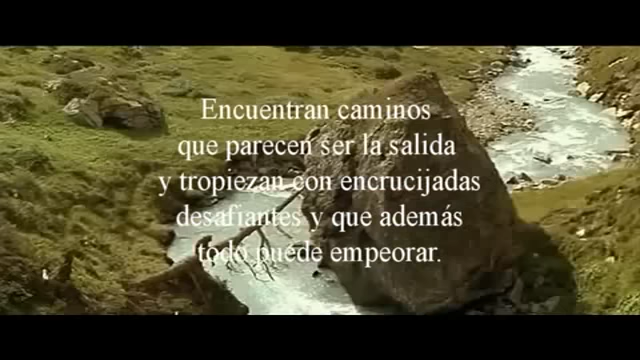 Encuentran caminos
que parecen ser la salida
y tropiezan con encrucijadas
desafiantes y que además
todo puede empeorar.